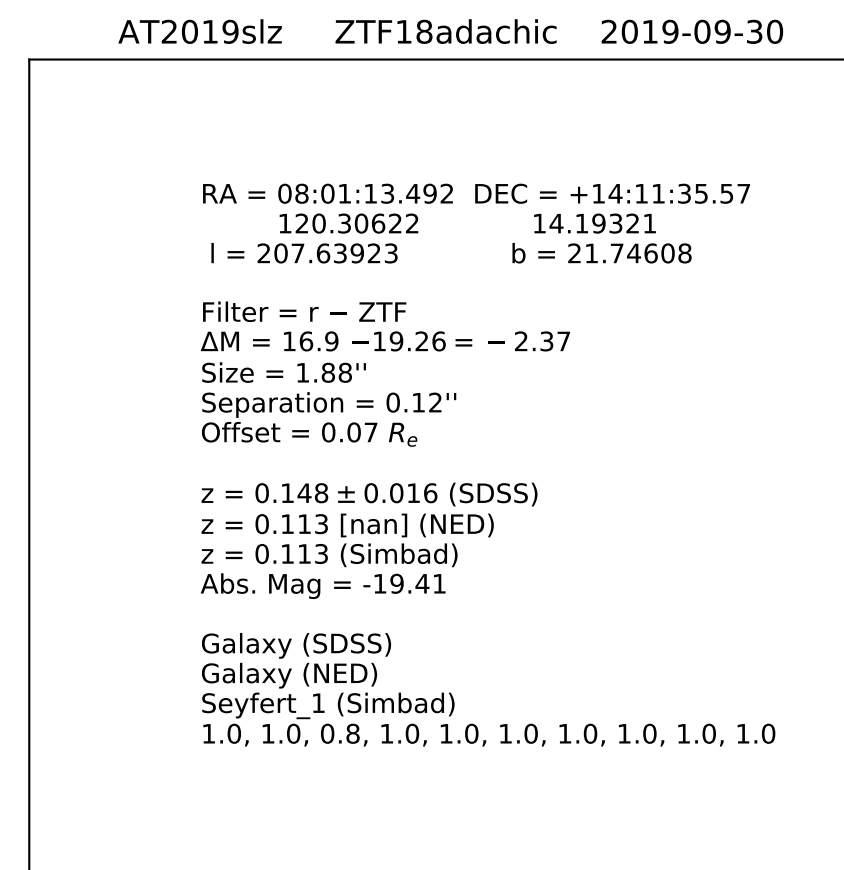 AT2019slz ZTF18adachic 2019-09-30
RA = 08:01:13.492 DEC = +14:11:35.57
120.30622 14.19321
l = 207.63923 b = 21.74608
Filter = r − ZTF
ΔM = 16.9 −19.26 = − 2.37
Size = 1.88''
Separation = 0.12''
Offset = 0.07 Rₑ
z = 0.148 ± 0.016 (SDSS)
z = 0.113 [nan] (NED)
z = 0.113 (Simbad)
Abs. Mag = -19.41
Galaxy (SDSS)
Galaxy (NED)
Seyfert_1 (Simbad)
1.0, 1.0, 0.8, 1.0, 1.0, 1.0, 1.0, 1.0, 1.0, 1.0